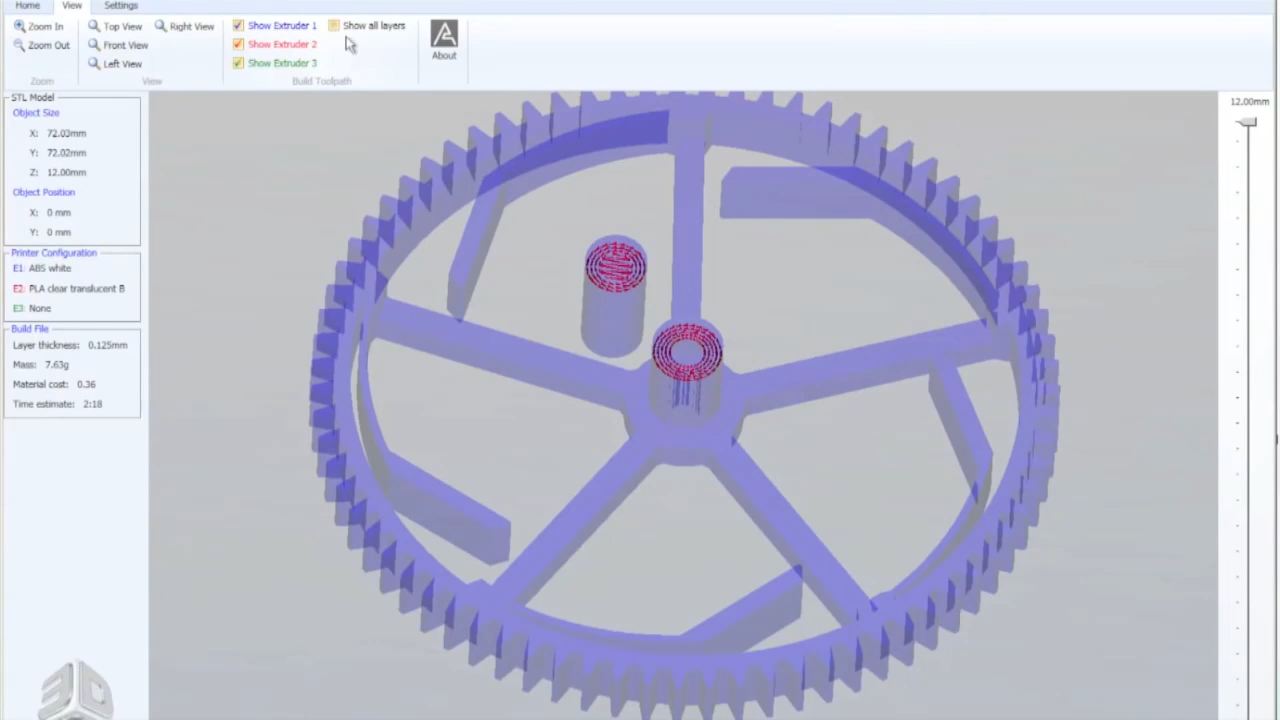 Home View Settings
Zoom In
Zoom Out
Zoom
Top View
Right View
Front View
Left View
View
Show Extruder 1
Show all layers
Show Extruder 2
Show Extruder 3
Build Toolpath
About
STL Model
Object Size
X: 72.03mm
Y: 72.02mm
Z: 12.00mm
Object Position
X: 0 mm
Y: 0 mm
Printer Configuration
E1: ABS white
E2: PLA clear translucent B
E3: None
Build File
Layer thickness: 0.125mm
Mass: 7.63g
Material cost: 0.36
Time estimate: 2:18
12.00mm
3D